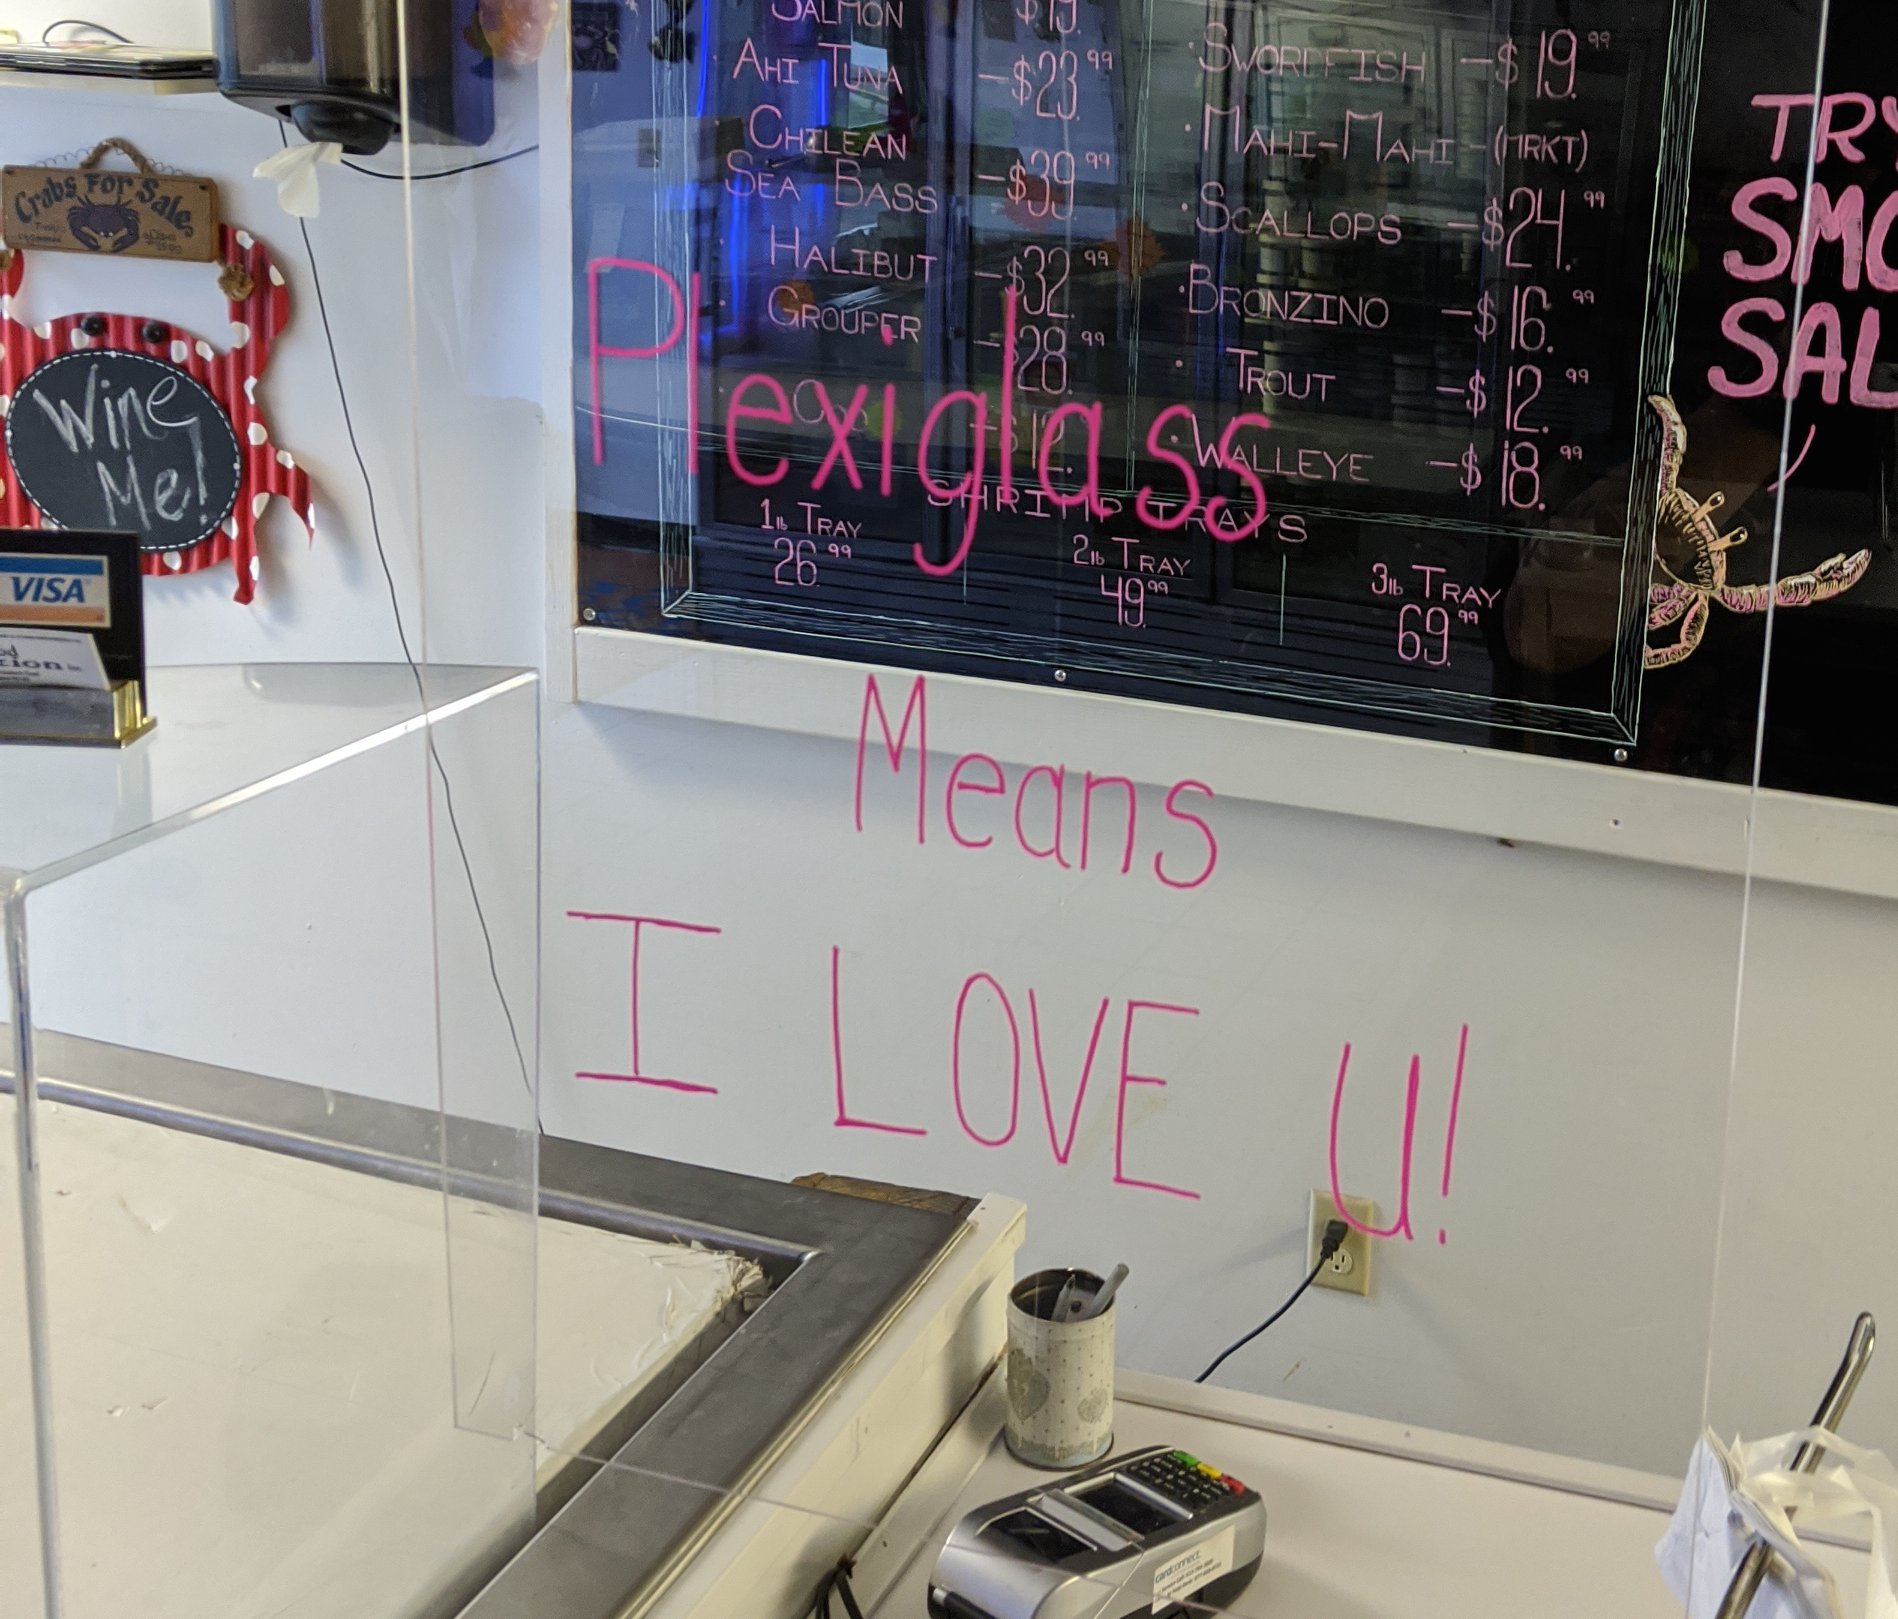 Crabs For Sale
Wine
Me!
VISA
SALMON
AHI TUNA -$23.99
CHILEAN
SEA BASS -$39.99
HALIBUT -$32.99
GROUPER -$28.99
$12.
· SWORDFISH -$19.99
· MAHI-MAHI -(MRKT)
· SCALLOPS -$24.99
· BRONZINO -$16.99
· TROUT -$12.99
· WALLEYE -$18.99
SHRIMP TRAYS
1lb TRAY
26.99
2lb TRAY
49.99
3lb TRAY
69.99
TRY
Plexiglass
Means
I LOVE U!
cardconnect.